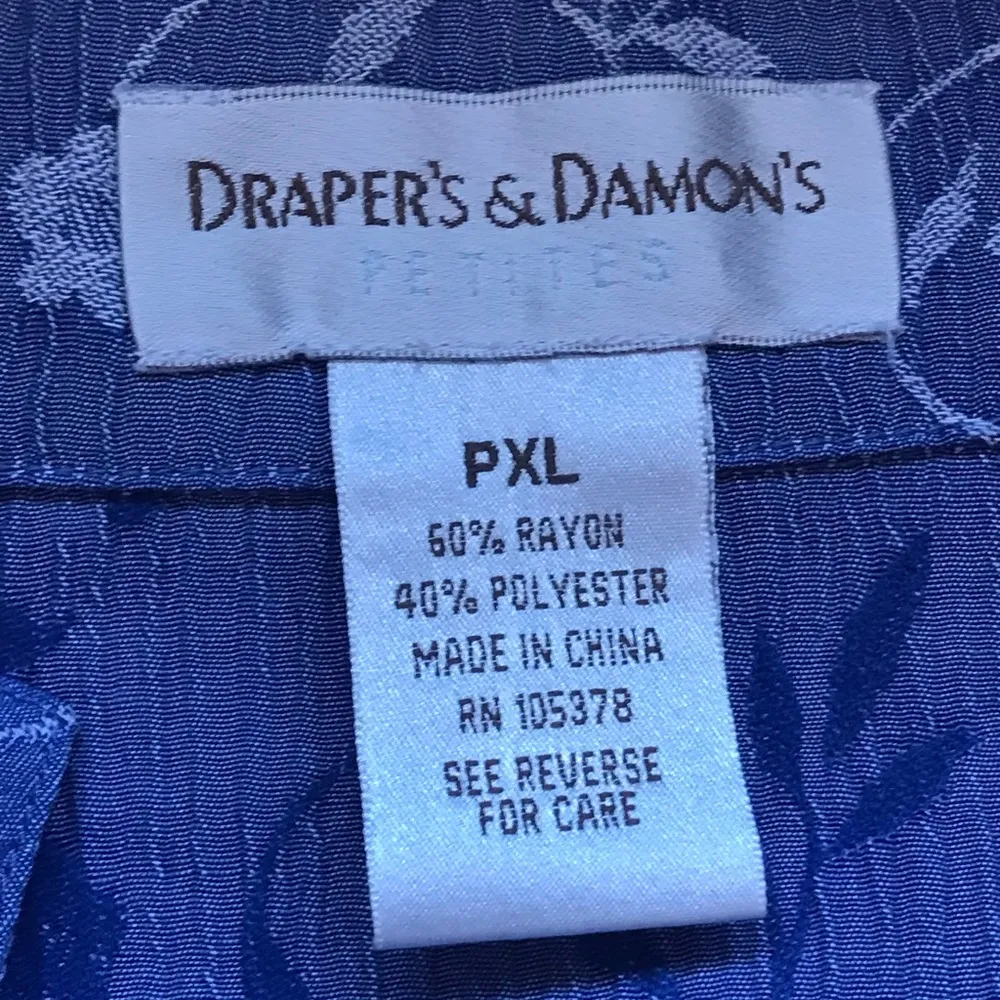 DRAPER'S & DAMON'S
PETITES
PXL
60% RAYON
40% POLYESTER
MADE IN CHINA
RN 105378
SEE REVERSE
FOR CARE